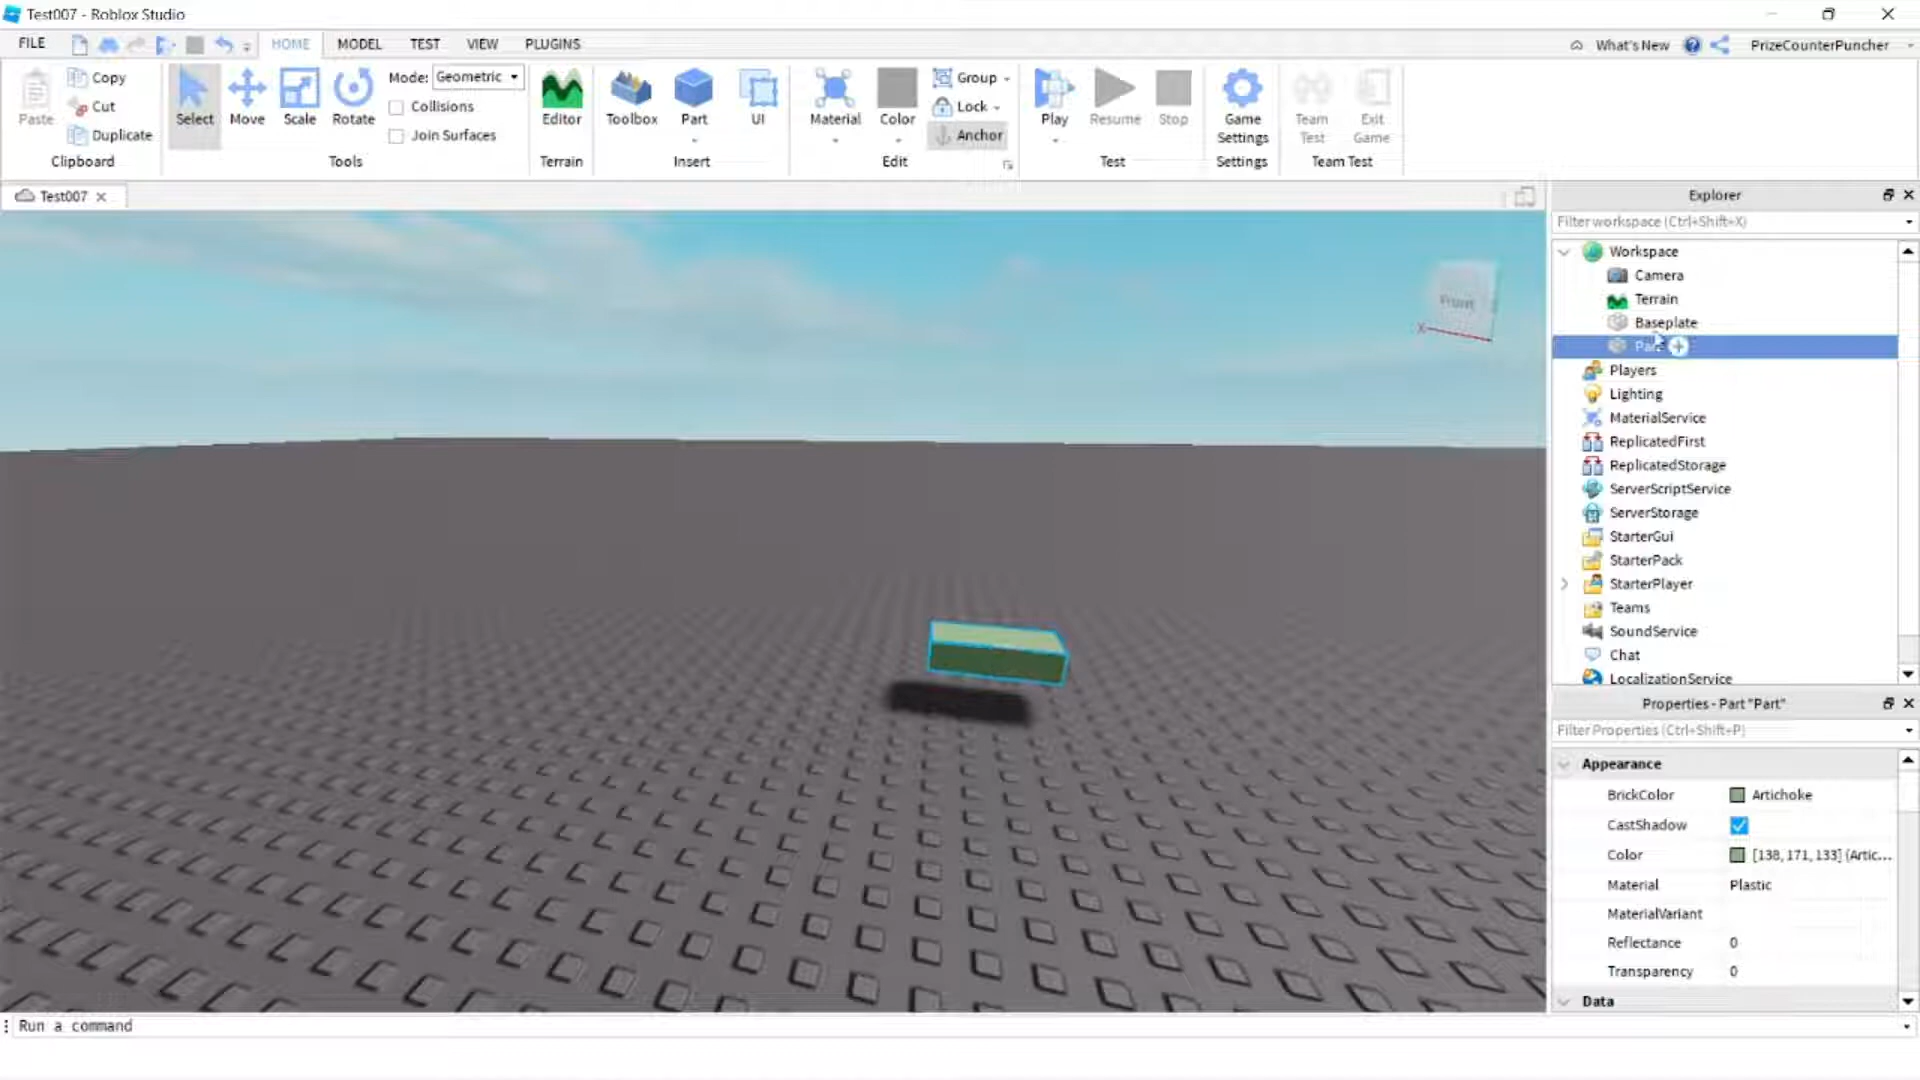 Test007 - Roblox Studio
FILE HOME MODEL TEST VIEW PLUGINS What's New PrizeCounterPuncher
Paste Copy Cut Duplicate
Clipboard
Select Move Scale Rotate Mode: Geometric
Collisions
Join Surfaces
Tools
Editor
Terrain
Toolbox Part UI
Insert
Material Color Group
Lock
Anchor
Edit
Play Resume Stop
Test
Game Settings
Settings
Team Test Exit Game
Team Test
Test007
Front
X
Explorer
Filter workspace (Ctrl+Shift+X)
Workspace
Camera
Terrain
Baseplate
Players
Lighting
MaterialService
ReplicatedFirst
ReplicatedStorage
ServerScriptService
ServerStorage
StarterGui
StarterPack
StarterPlayer
Teams
SoundService
Chat
LocalizationService
Properties - Part "Part"
Filter Properties (Ctrl+Shift+P)
Appearance
BrickColor Artichoke
CastShadow
Color [138, 171, 133] (Artic...
Material Plastic
MaterialVariant
Reflectance 0
Transparency 0
Data
Run a command